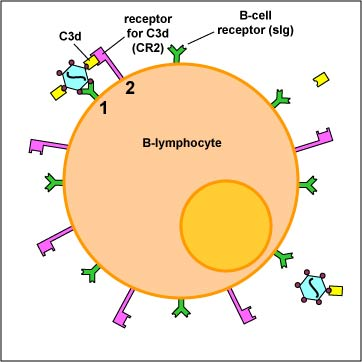 C3d
receptor
for C3d
(CR2)
B-cell
receptor (sIg)
1
2
B-lymphocyte